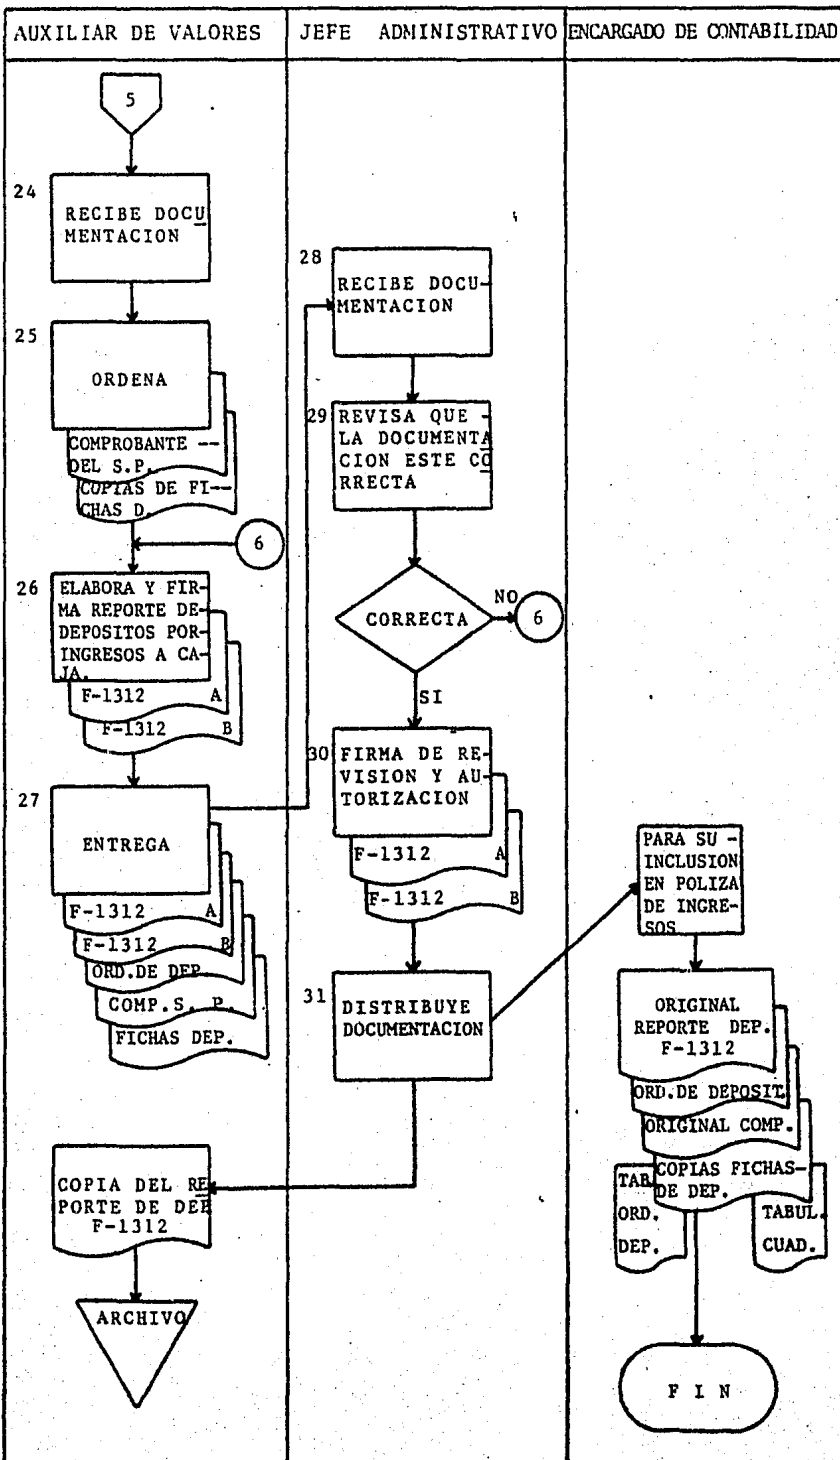 AUXILIAR DE VALORES
JEFE ADMINISTRATIVO
ENCARGADO DE CONTABILIDAD
5
24
RECIBE DOCU
MENTACION
25
ORDENA
COMPROBANTE --
DEL S.P.
COPIAS DE FI--
CHAS D.
6
26
ELABORA Y FIR-
MA REPORTE DE-
DEPOSITOS POR-
INGRESOS A CA-
JA.
F-1312 A
F-1312 B
27
ENTREGA
F-1312 A
F-1312 B
ORD.DE DEP
COMP.S. P.
FICHAS DEP.
COPIA DEL RE
PORTE DE DEP
F-1312
ARCHIVO
28
RECIBE DOCU-
MENTACION
29
REVISA QUE -
LA DOCUMENTA
CION ESTE CO
RRECTA
CORRECTA
NO
6
SI
30
FIRMA DE RE-
VISION Y AU-
TORIZACION
F-1312 A
F-1312 B
31
DISTRIBUYE
DOCUMENTACION
PARA SU -
INCLUSION
EN POLIZA
DE INGRE-
SOS
ORIGINAL
REPORTE DEP.
F-1312
ORD.DE DEPOSIT.
ORIGINAL COMP.
COPIAS FICHAS-
DE DEP.
TAB.
ORD.
DEP.
TABUL.
CUAD.
F I N